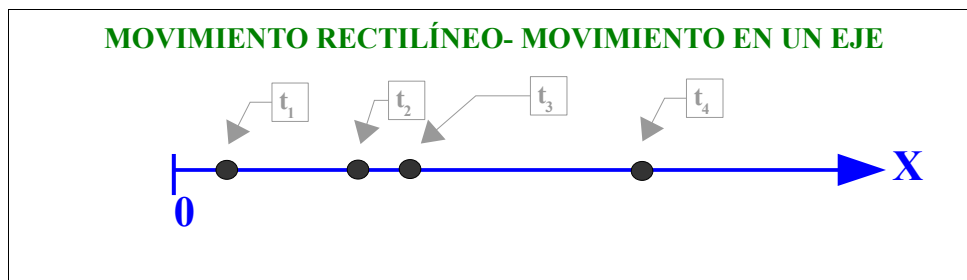 MOVIMIENTO RECTILÍNEO- MOVIMIENTO EN UN EJE
t₁
t₂
t₃
t₄
X
0